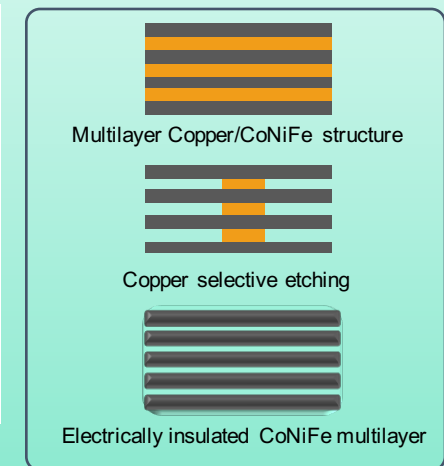 Multilayer Copper/CoNiFe structure
Copper selective etching
Electrically insulated CoNiFe multilayer